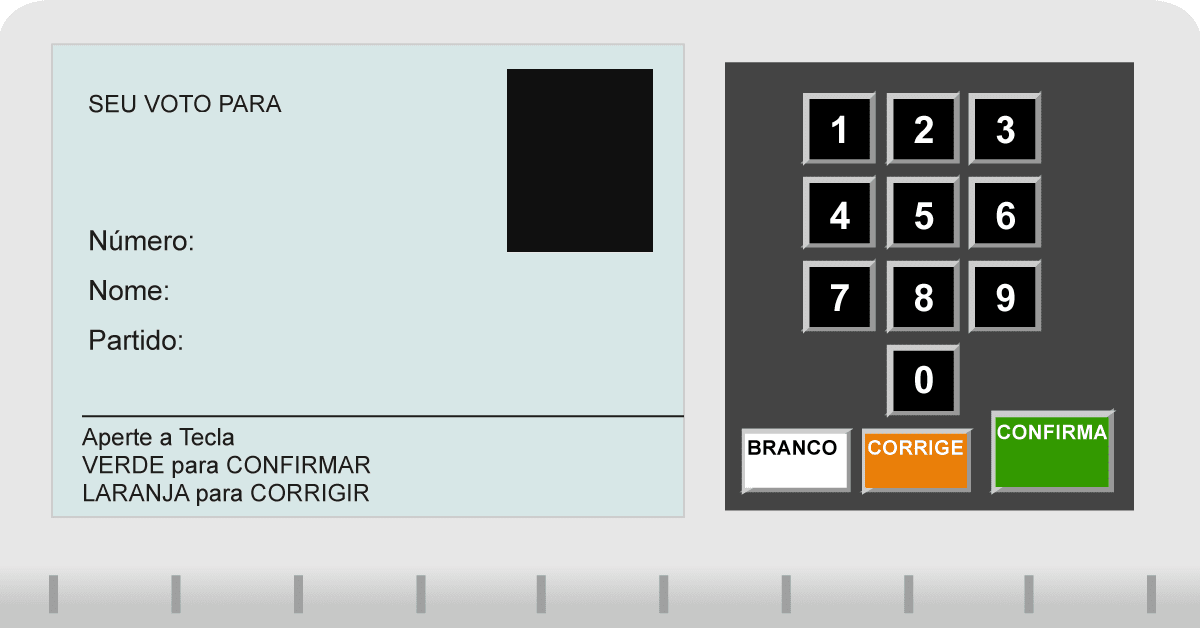 SEU VOTO PARA
Número:
Nome:
Partido:
Aperte a Tecla
VERDE para CONFIRMAR
LARANJA para CORRIGIR
1 2 3
4 5 6
7 8 9
0
BRANCO CORRIGE CONFIRMA